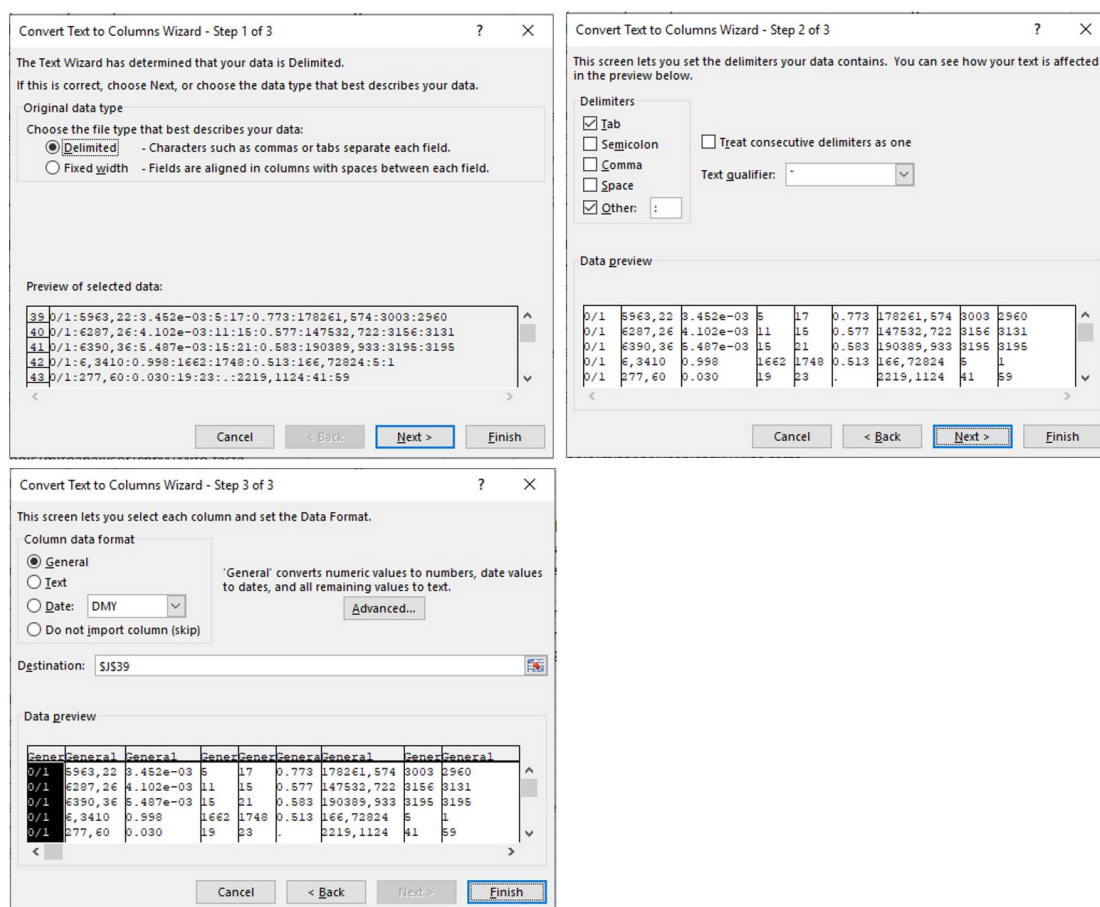 Convert Text to Columns Wizard - Step 1 of 3 ? ×
The Text Wizard has determined that your data is Delimited.
If this is correct, choose Next, or choose the data type that best describes your data.
Original data type
Choose the file type that best describes your data:
Delimited - Characters such as commas or tabs separate each field.
Fixed width - Fields are aligned in columns with spaces between each field.
Preview of selected data:
39 0/1:5963,22:3.452e-03:5:17:0.773:178261,574:3003:2960
40 0/1:6287,26:4.102e-03:11:15:0.577:147532,722:3156:3131
41 0/1:6390,36:5.487e-03:15:21:0.583:190389,933:3195:3195
42 0/1:6,3410:0.998:1662:1748:0.513:166,72824:5:1
43 0/1:277,60:0.030:19:23:.:2219,1124:41:59
Cancel < Back Next > Finish
Convert Text to Columns Wizard - Step 2 of 3 ? ×
This screen lets you set the delimiters your data contains. You can see how your text is affected
in the preview below.
Delimiters
Tab
Semicolon
Comma
Space
Other: :
Treat consecutive delimiters as one
Text qualifier: "
Data preview
0/1 5963,22 3.452e-03 5 17 0.773 178261,574 3003 2960
0/1 6287,26 4.102e-03 11 15 0.577 147532,722 3156 3131
0/1 6390,36 5.487e-03 15 21 0.583 190389,933 3195 3195
0/1 6,3410 0.998 1662 1748 0.513 166,72824 5 1
0/1 277,60 0.030 19 23 . 2219,1124 41 59
Cancel < Back Next > Finish
Convert Text to Columns Wizard - Step 3 of 3 ? ×
This screen lets you select each column and set the Data Format.
Column data format
General
Text
Date: DMY
Do not import column (skip)
'General' converts numeric values to numbers, date values
to dates, and all remaining values to text.
Advanced...
Destination: $J$39
Data preview
Gener General General Gener Gener Genera General Gener General
0/1 5963,22 3.452e-03 5 17 0.773 178261,574 3003 2960
0/1 6287,26 4.102e-03 11 15 0.577 147532,722 3156 3131
0/1 6390,36 5.487e-03 15 21 0.583 190389,933 3195 3195
0/1 6,3410 0.998 1662 1748 0.513 166,72824 5 1
0/1 277,60 0.030 19 23 . 2219,1124 41 59
Cancel < Back Next > Finish